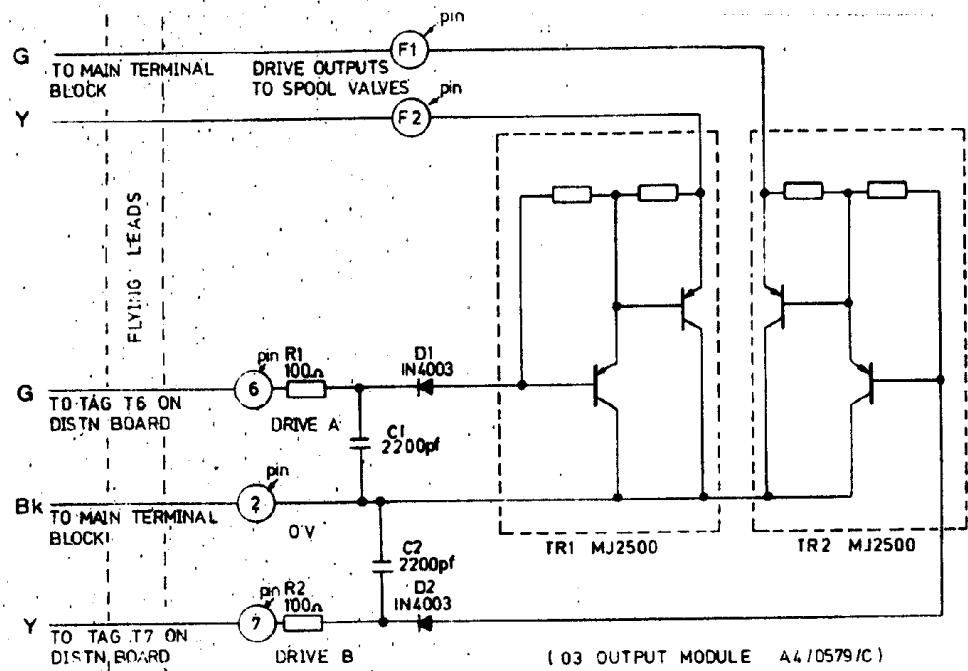 pin
G
F1
TO MAIN TERMINAL
BLOCK
DRIVE OUTPUTS
TO SPOOL VALVES
pin
Y
F2
FLYING LEADS
pin
R1
100Ω
D1
IN4003
G
6
TO TAG T6 ON
DISTN BOARD
DRIVE A
C1
2200pf
pin
Bk
2
TO MAIN TERMINAL
BLOCK
0V
TR1 MJ2500
TR2 MJ2500
C2
2200pf
pin
R2
100Ω
D2
IN4003
Y
7
TO TAG T7 ON
DISTN BOARD
DRIVE B
( 03 OUTPUT MODULE A4/0579/C)